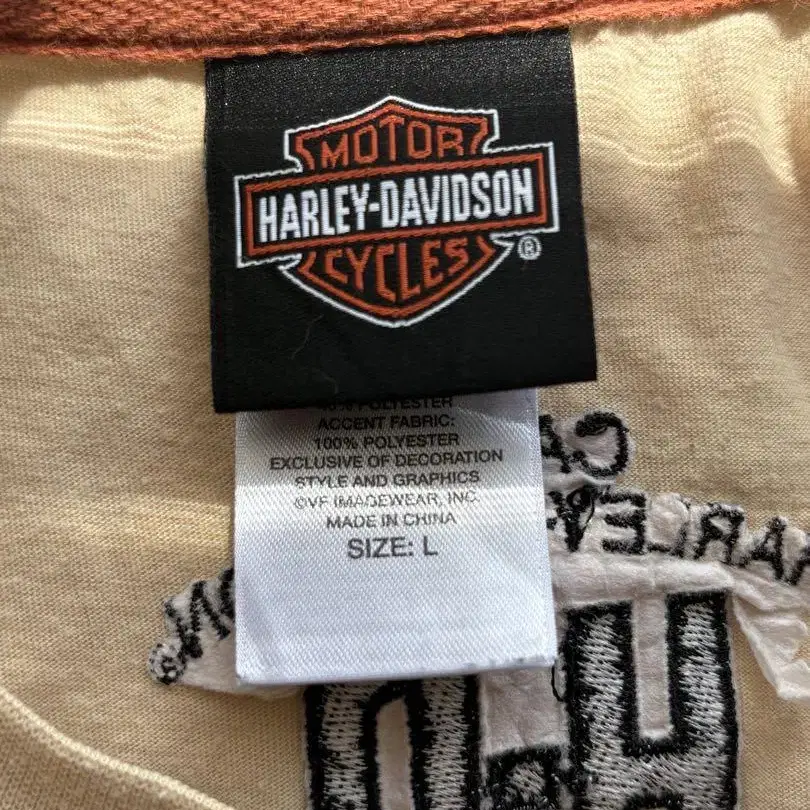 MOTOR
HARLEY-DAVIDSON
CYCLES
®
POLYESTER
ACCENT FABRIC:
100% POLYESTER
EXCLUSIVE OF DECORATION
STYLE AND GRAPHICS
©VF IMAGEWEAR, INC.
MADE IN CHINA
SIZE: L